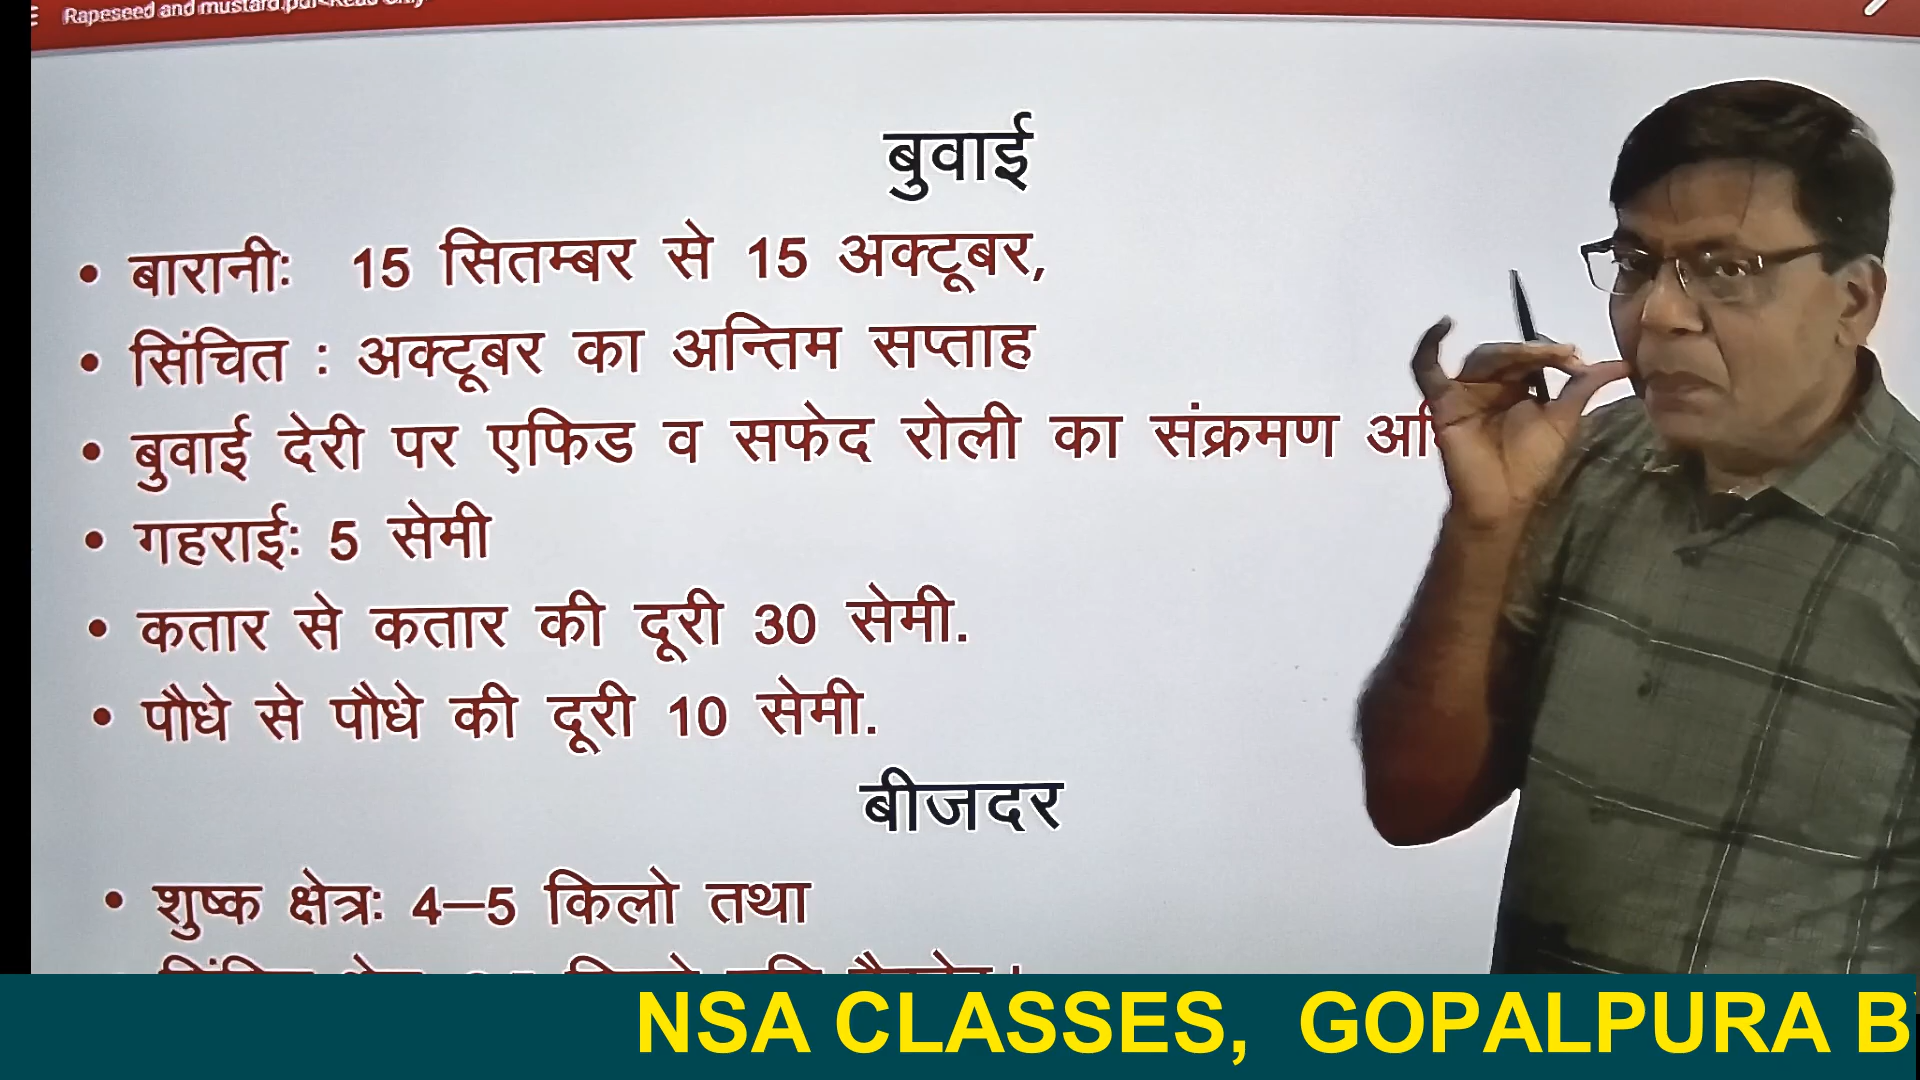 Rapeseed and mustard.pdf
बुवाई
• बारानीः 15 सितम्बर से 15 अक्टूबर,
• सिंचित : अक्टूबर का अन्तिम सप्ताह
• बुवाई देरी पर एफिड व सफेद रोली का संक्रमण
• गहराईः 5 सेमी
• कतार से कतार की दूरी 30 सेमी.
• पौधे से पौधे की दूरी 10 सेमी.
बीजदर
• शुष्क क्षेत्रः 4–5 किलो तथा
NSA CLASSES, GOPALPURA